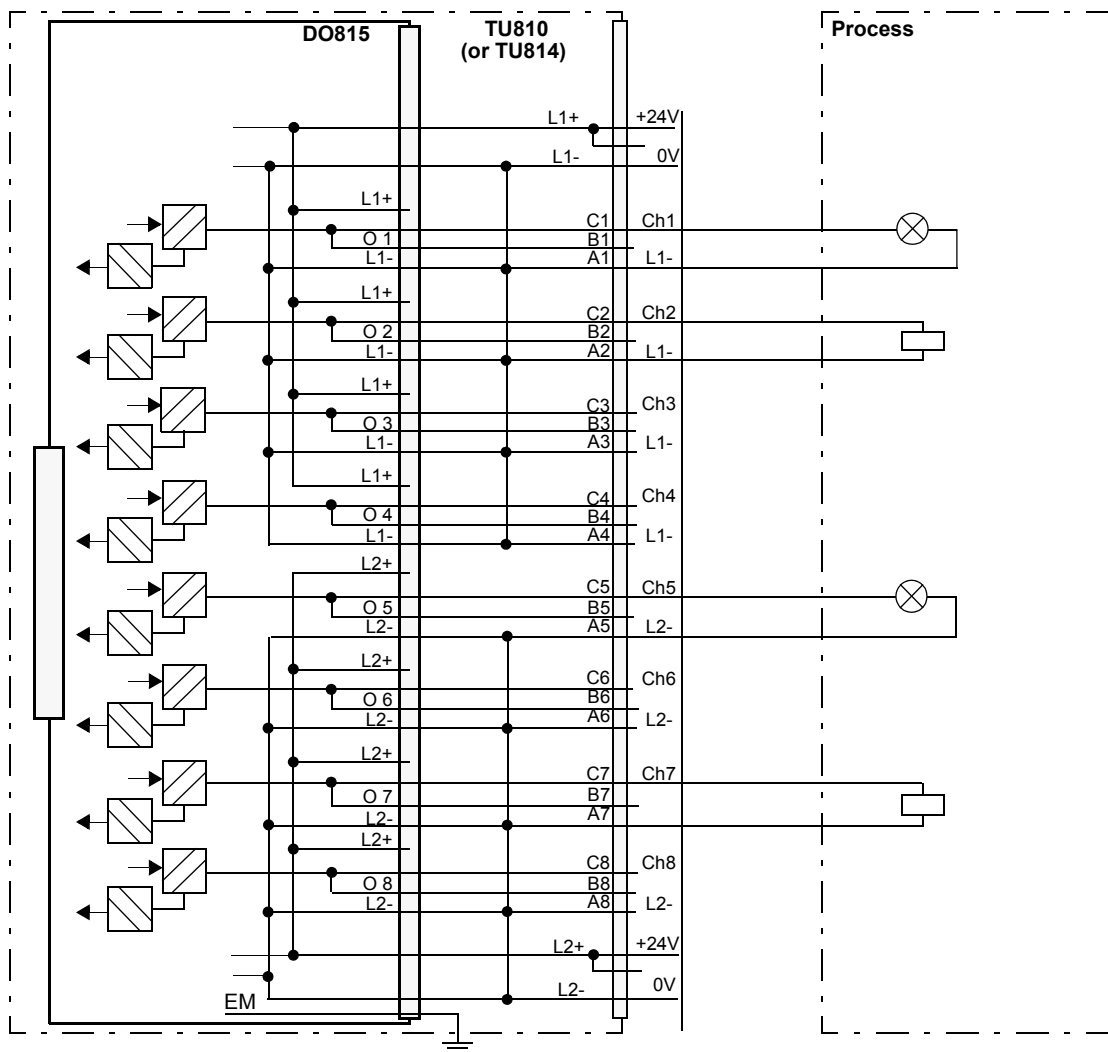 DO815
TU810
(or TU814)
Process
L1+ +24V
L1- 0V
L1+
C1 Ch1
O 1 B1
L1- A1 L1-
L1+
C2 Ch2
O 2 B2
L1- A2 L1-
L1+
C3 Ch3
O 3 B3
L1- A3 L1-
L1+
C4 Ch4
O 4 B4
L1- A4 L1-
L2+
C5 Ch5
O 5 B5
L2- A5 L2-
L2+
C6 Ch6
O 6 B6
L2- A6 L2-
L2+
C7 Ch7
O 7 B7
L2- A7
L2+
C8 Ch8
O 8 B8
L2- A8 L2-
L2+ +24V
L2- 0V
EM